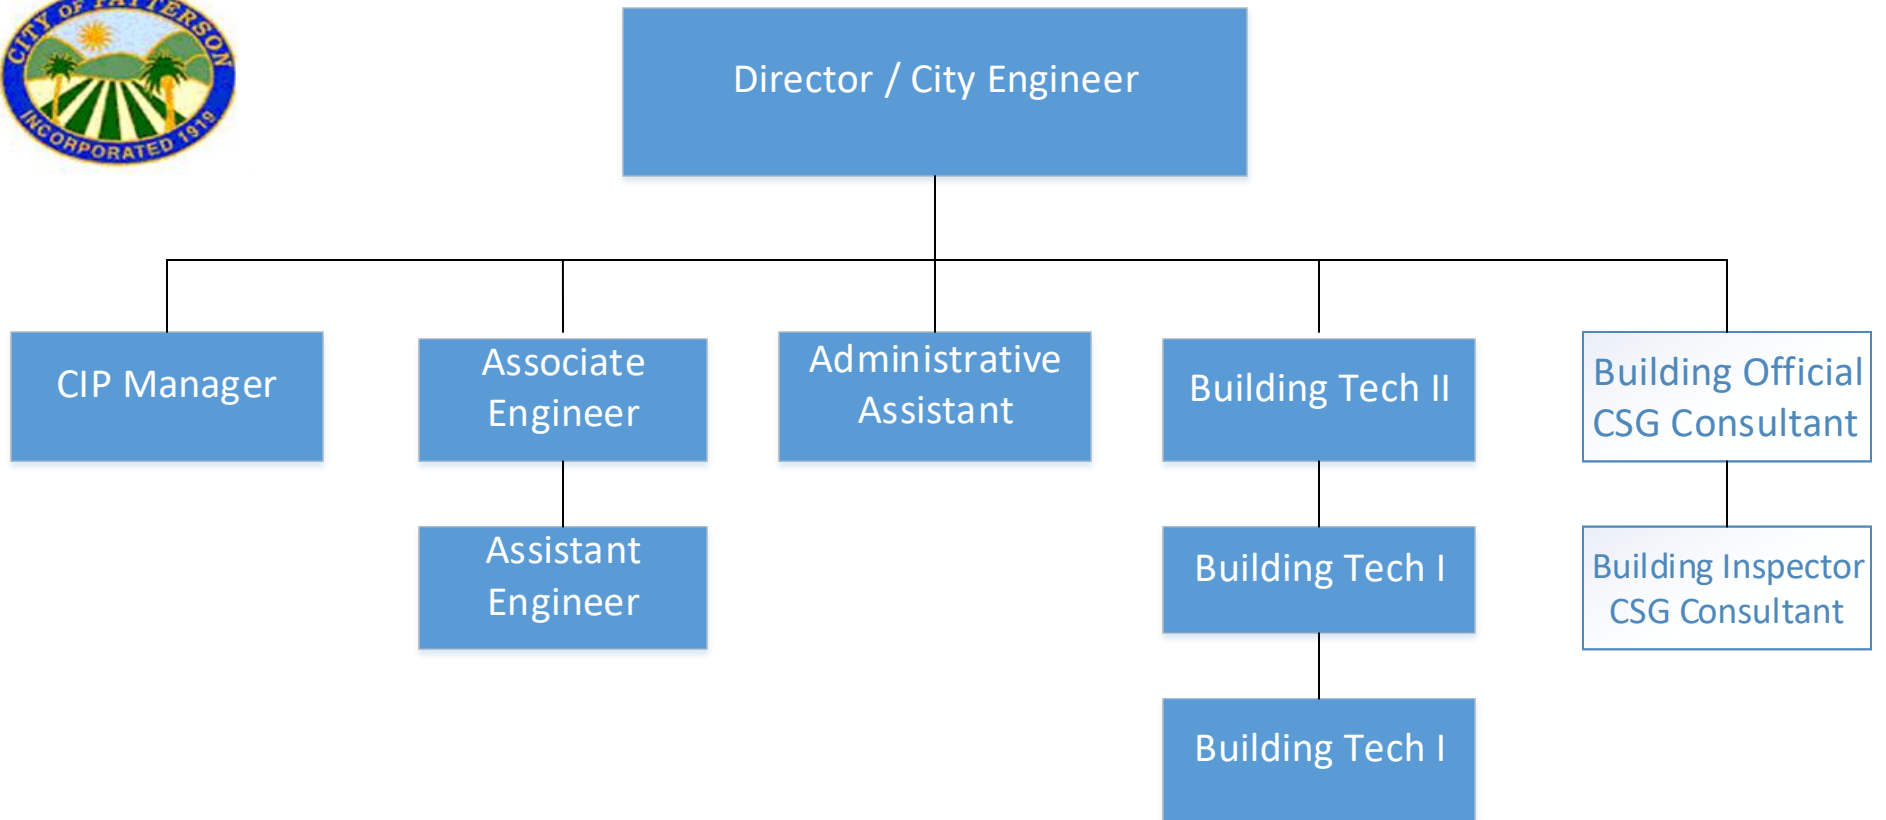 CITY OF PATTERSON
INCORPORATED 1919
Director / City Engineer
CIP Manager
Associate
Engineer
Administrative
Assistant
Building Tech II
Building Official
CSG Consultant
Assistant
Engineer
Building Tech I
Building Inspector
CSG Consultant
Building Tech I